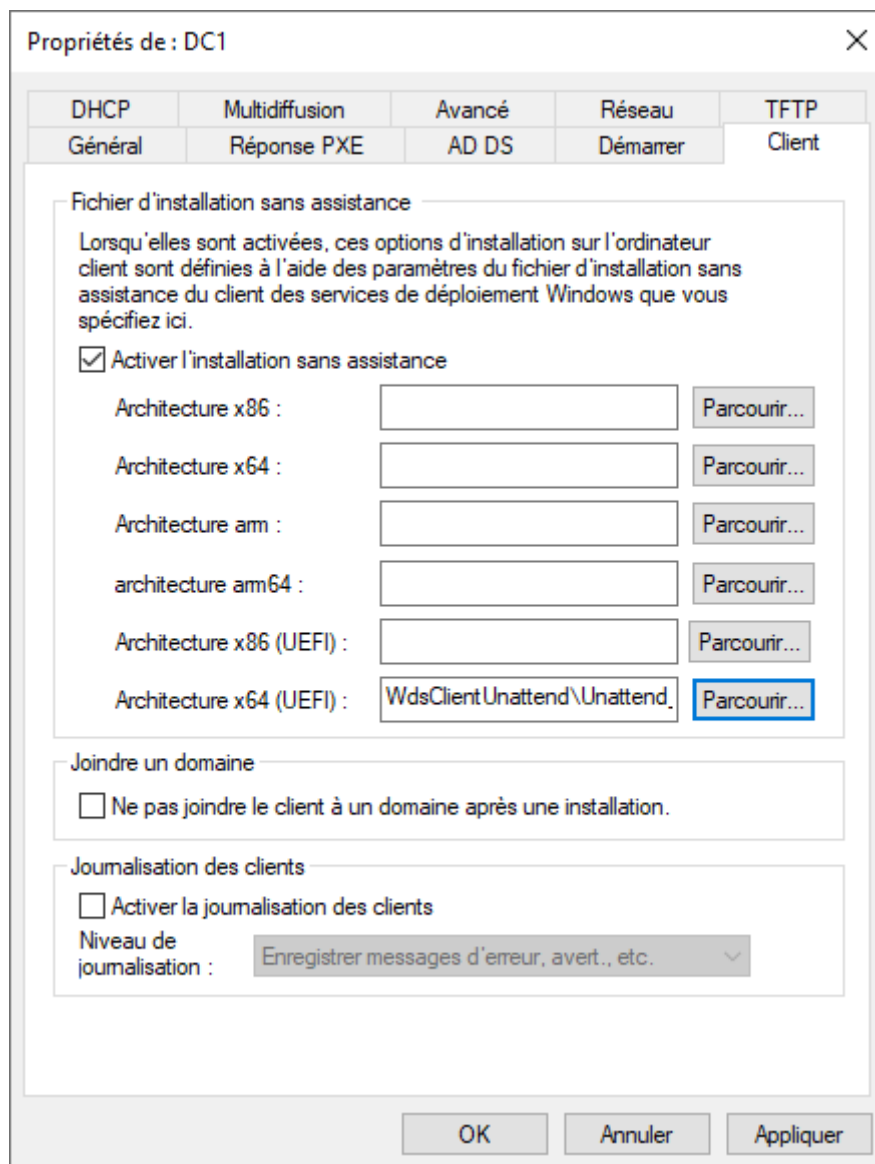 Propriétés de : DC1
DHCP Multidiffusion Avancé Réseau TFTP
Général Réponse PXE AD DS Démarrer Client
Fichier d'installation sans assistance
Lorsqu'elles sont activées, ces options d'installation sur l'ordinateur
client sont définies à l'aide des paramètres du fichier d'installation sans
assistance du client des services de déploiement Windows que vous
spécifiez ici.
Activer l'installation sans assistance
Architecture x86 : Parcourir...
Architecture x64 : Parcourir...
Architecture arm : Parcourir...
architecture arm64 : Parcourir...
Architecture x86 (UEFI) : Parcourir...
Architecture x64 (UEFI) : WdsClientUnattend\Unattend_ Parcourir...
Joindre un domaine
Ne pas joindre le client à un domaine après une installation.
Journalisation des clients
Activer la journalisation des clients
Niveau de
journalisation : Enregistrer messages d'erreur, avert., etc.
OK Annuler Appliquer